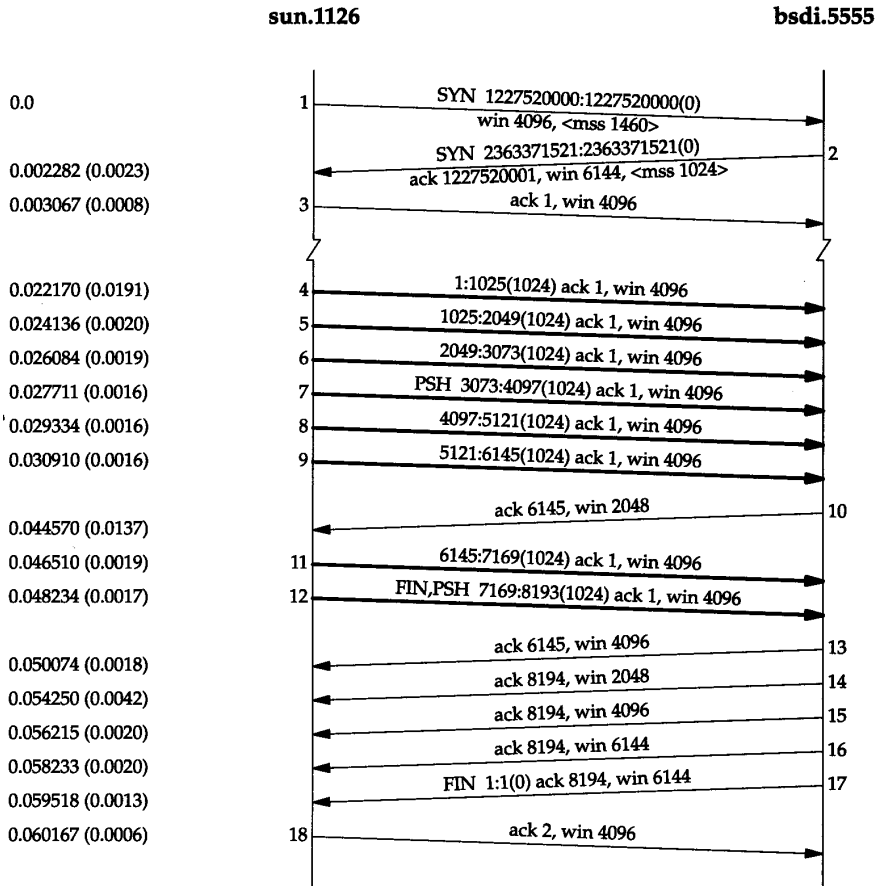 sun.1126 bsdi.5555
0.0 1 SYN 1227520000:1227520000(0)
win 4096, <mss 1460>
SYN 2363371521:2363371521(0) 2
0.002282 (0.0023) ack 1227520001, win 6144, <mss 1024>
0.003067 (0.0008) 3 ack 1, win 4096
0.022170 (0.0191) 4 1:1025(1024) ack 1, win 4096
0.024136 (0.0020) 5 1025:2049(1024) ack 1, win 4096
0.026084 (0.0019) 6 2049:3073(1024) ack 1, win 4096
0.027711 (0.0016) 7 PSH 3073:4097(1024) ack 1, win 4096
0.029334 (0.0016) 8 4097:5121(1024) ack 1, win 4096
0.030910 (0.0016) 9 5121:6145(1024) ack 1, win 4096
ack 6145, win 2048 10
0.044570 (0.0137)
0.046510 (0.0019) 11 6145:7169(1024) ack 1, win 4096
0.048234 (0.0017) 12 FIN,PSH 7169:8193(1024) ack 1, win 4096
ack 6145, win 4096 13
0.050074 (0.0018)
ack 8194, win 2048 14
0.054250 (0.0042)
ack 8194, win 4096 15
0.056215 (0.0020)
ack 8194, win 6144 16
0.058233 (0.0020)
FIN 1:1(0) ack 8194, win 6144 17
0.059518 (0.0013)
0.060167 (0.0006) 18 ack 2, win 4096